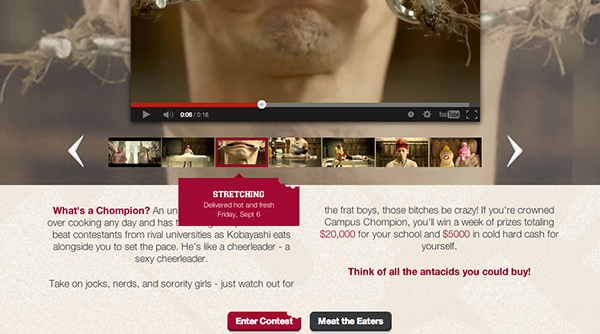 0:06 / 0:18
YouTube
STRETCHING
Delivered hot and fresh
Friday, Sept 6
What's a Chompion? An un
over cooking any day and has t
beat contestants from rival universities as Kobayashi eats
alongside you to set the pace. He's like a cheerleader - a
sexy cheerleader.
Take on jocks, nerds, and sorority girls - just watch out for
the frat boys, those bitches be crazy! If you're crowned
Campus Chompion, you'll win a week of prizes totaling
$20,000 for your school and $5000 in cold hard cash for
yourself.
Think of all the antacids you could buy!
Enter Contest
Meat the Eaters